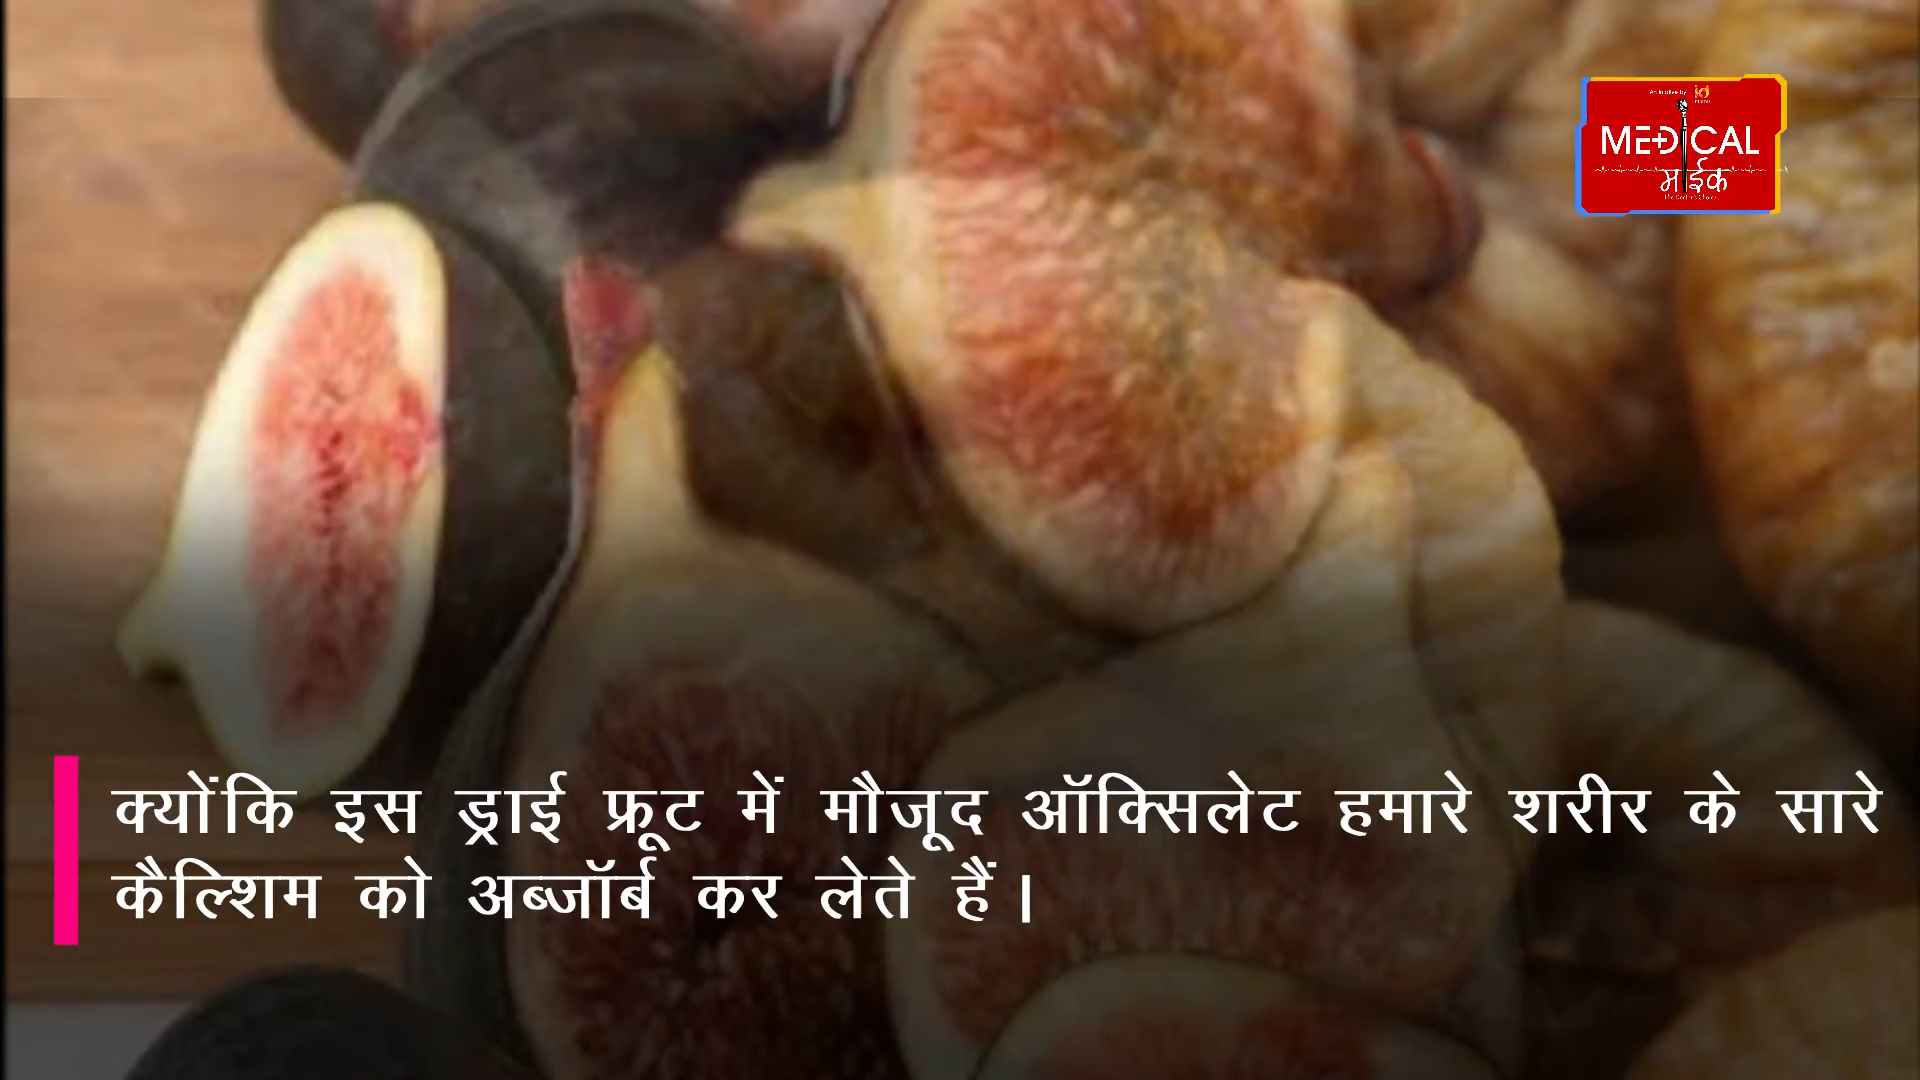 MEDICAL
माईक
क्योंकि इस ड्राई फ्रूट में मौजूद ऑक्सिलेट हमारे शरीर के सारे
कैल्शिम को अब्जॉर्ब कर लेते हैं।